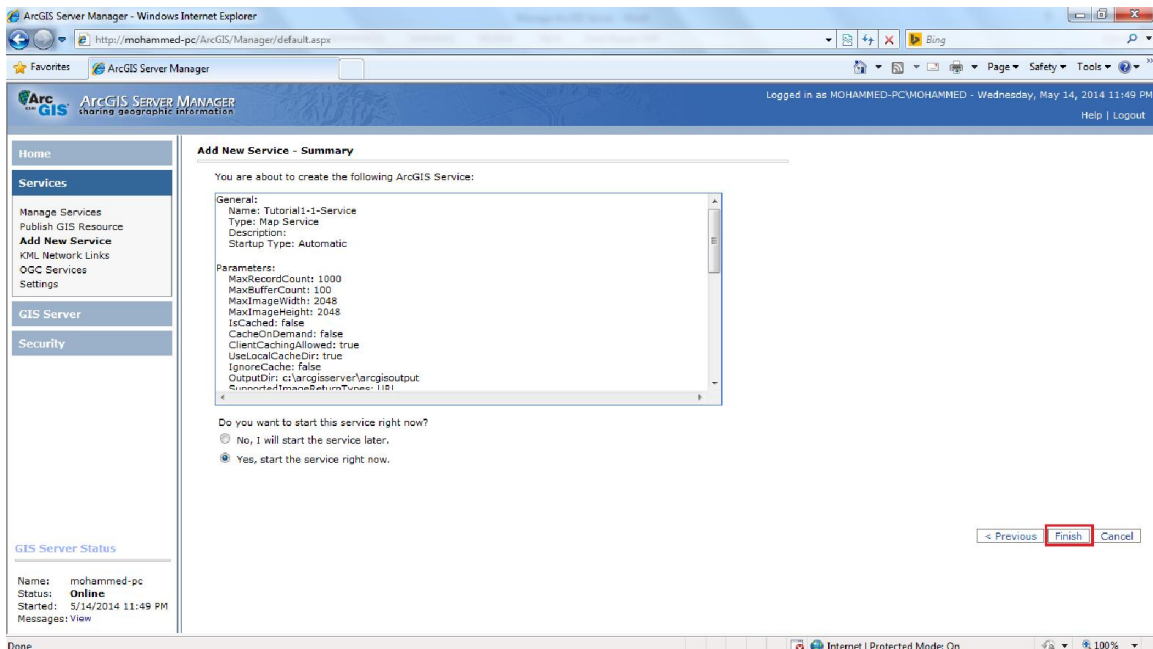 ArcGIS Server Manager - Windows Internet Explorer
http://mohammed-pc/ArcGIS/Manager/default.aspx
Bing
Favorites
ArcGIS Server Manager
Page
Safety
Tools
Arc GIS
ARCGIS SERVER MANAGER
sharing geographic information
Logged in as MOHAMMED-PC\MOHAMMED - Wednesday, May 14, 2014 11:49 PM
Help | Logout
Home
Services
Manage Services
Publish GIS Resource
Add New Service
KML Network Links
OGC Services
Settings
GIS Server
Security
Add New Service - Summary
You are about to create the following ArcGIS Service:
General:
Name: Tutorial1-1-Service
Type: Map Service
Description:
Startup Type: Automatic
Parameters:
MaxRecordCount: 1000
MaxBufferCount: 100
MaxImageWidth: 2048
MaxImageHeight: 2048
IsCached: false
CacheOnDemand: false
ClientCachingAllowed: true
UseLocalCacheDir: true
IgnoreCache: false
OutputDir: c:\arcgisserver\arcgisoutput
SupportedImageReturnTypes: URL
Do you want to start this service right now?
No, I will start the service later.
Yes, start the service right now.
< Previous
Finish
Cancel
GIS Server Status
Name: mohammed-pc
Status: Online
Started: 5/14/2014 11:49 PM
Messages: View
Done
Internet | Protected Mode: On
100%